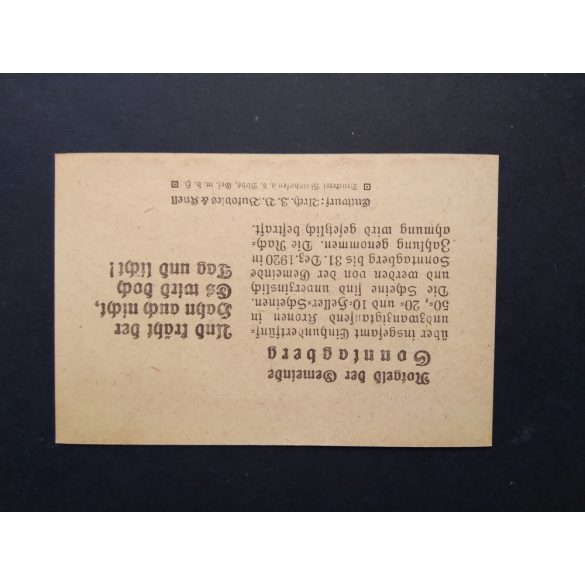 Notgeld der Gemeinde
Sonntagberg
über insgesamt Einhundertfünf-
undzwanzigtausend Kronen in
50-, 20- und 10-Heller-Scheinen.
Die Scheine sind unverzinslich
und werden von der Gemeinde
Sonntagberg bis 31. Dez. 1920 in
Zahlung genommen. Die Nach-
ahmung wird gesetzlich bestraft.
Entwurf: Arch. J. V. Putobies & Knell
Druckerei Waidhofen a. d. Ybbs, Ges. m. b. H.
Und kräht der
Hahn auch nicht,
Es wird doch
Tag und licht!